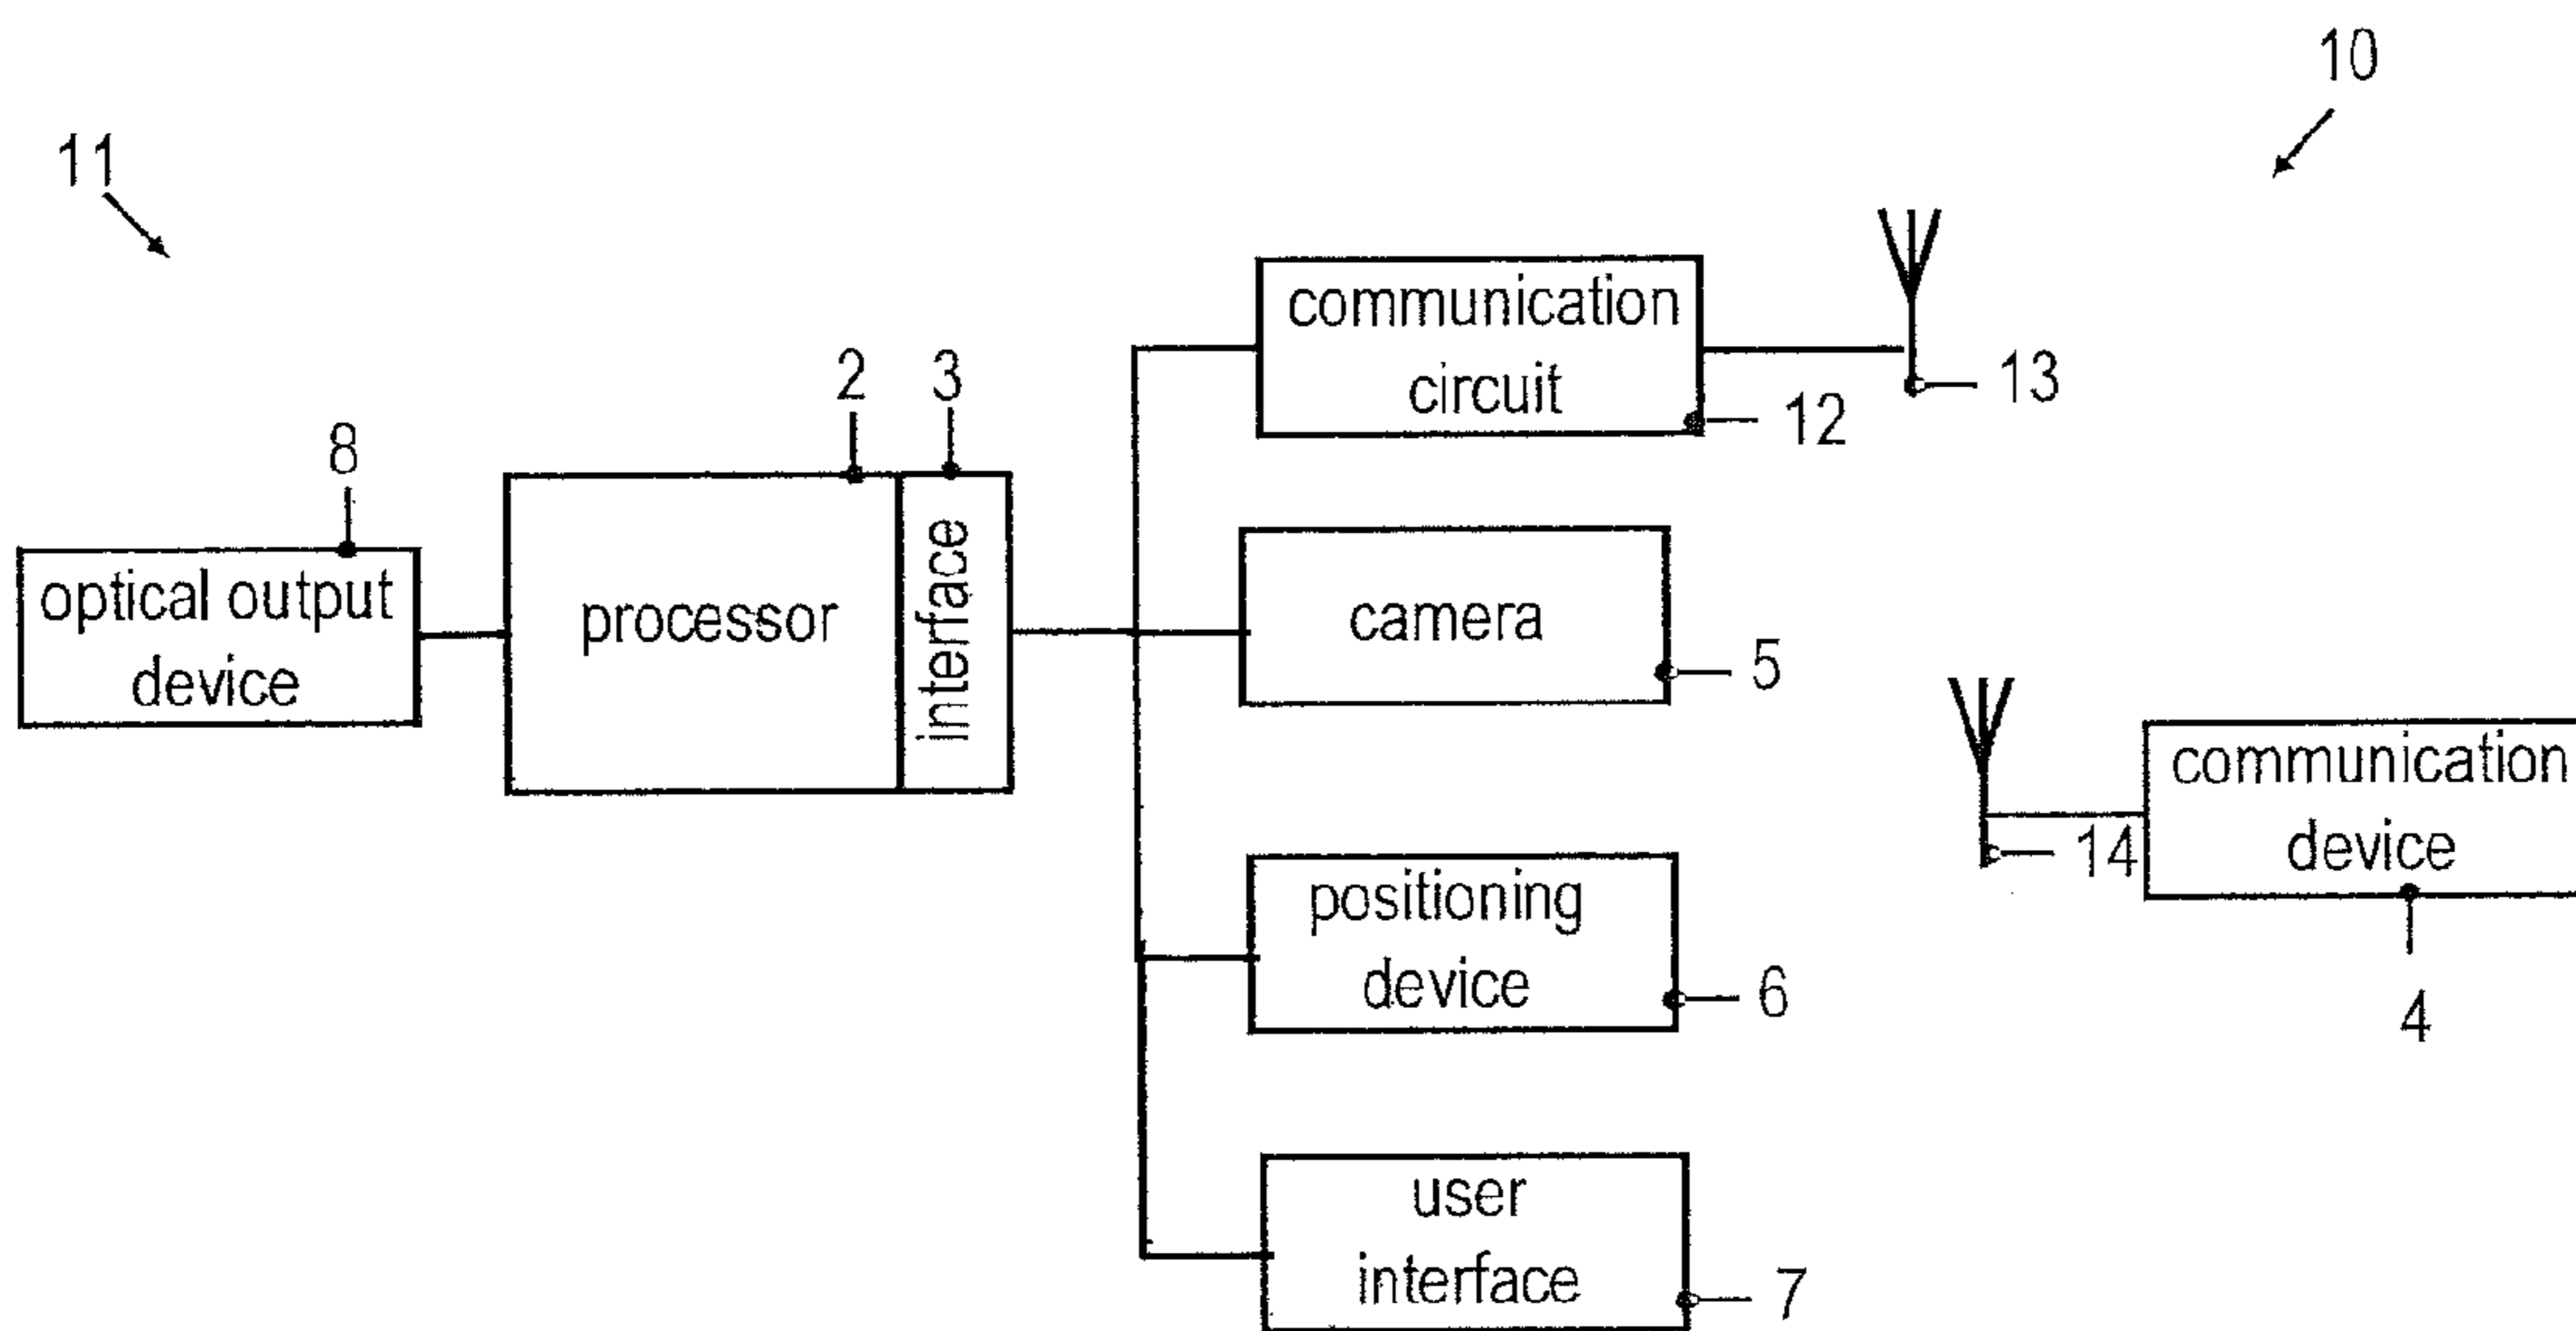 10
11
communication
circuit
13
12
2
3
8
optical output
device
processor
interface
camera
5
communication
device
14
4
positioning
device
6
user
interface
7